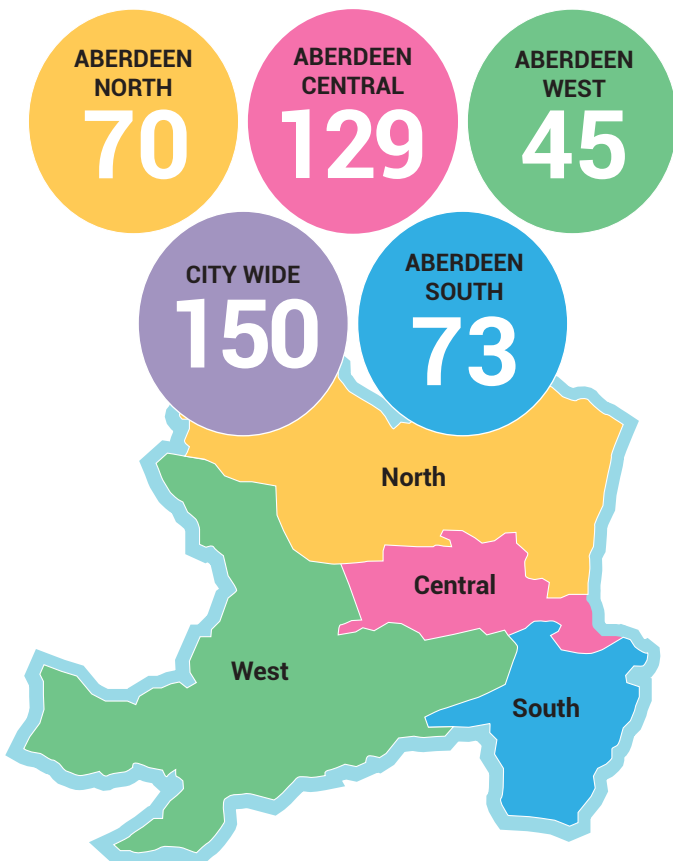 ABERDEEN
NORTH
70
ABERDEEN
CENTRAL
129
ABERDEEN
WEST
45
CITY WIDE
150
ABERDEEN
SOUTH
73
North
Central
West
South